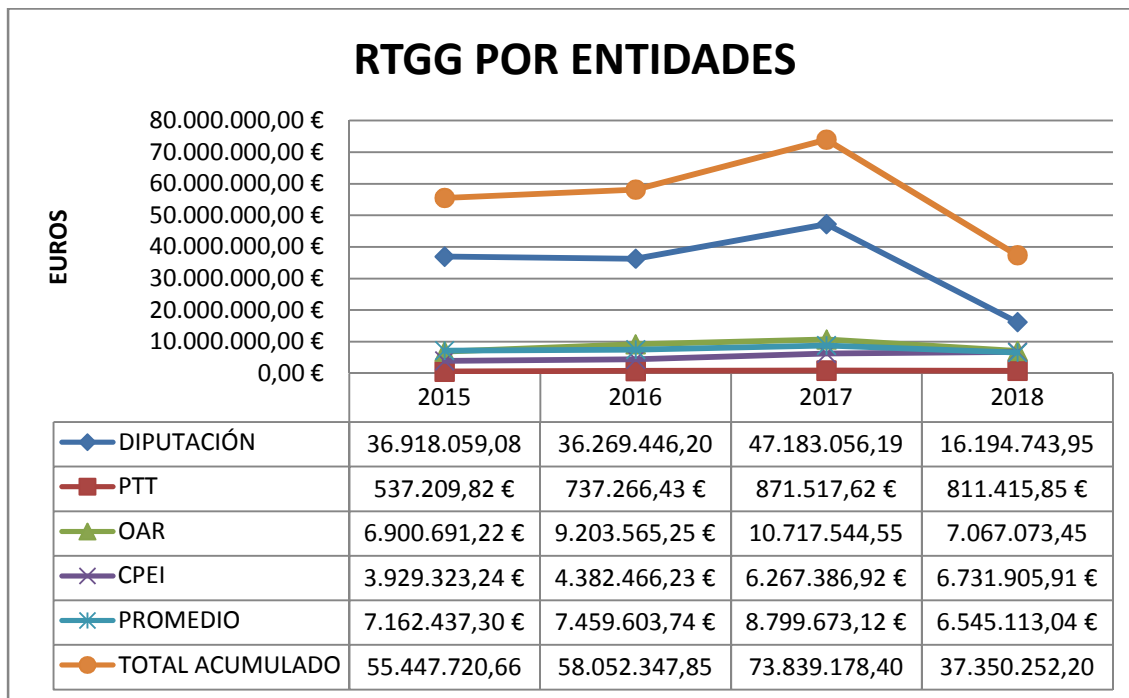 RTGG POR ENTIDADES
EUROS
80.000.000,00 €
70.000.000,00 €
60.000.000,00 €
50.000.000,00 €
40.000.000,00 €
30.000.000,00 €
20.000.000,00 €
10.000.000,00 €
0,00 €
2015 2016 2017 2018
DIPUTACIÓN 36.918.059,08 36.269.446,20 47.183.056,19 16.194.743,95
PTT 537.209,82 € 737.266,43 € 871.517,62 € 811.415,85 €
OAR 6.900.691,22 € 9.203.565,25 € 10.717.544,55 7.067.073,45
CPEI 3.929.323,24 € 4.382.466,23 € 6.267.386,92 € 6.731.905,91 €
PROMEDIO 7.162.437,30 € 7.459.603,74 € 8.799.673,12 € 6.545.113,04 €
TOTAL ACUMULADO 55.447.720,66 58.052.347,85 73.839.178,40 37.350.252,20